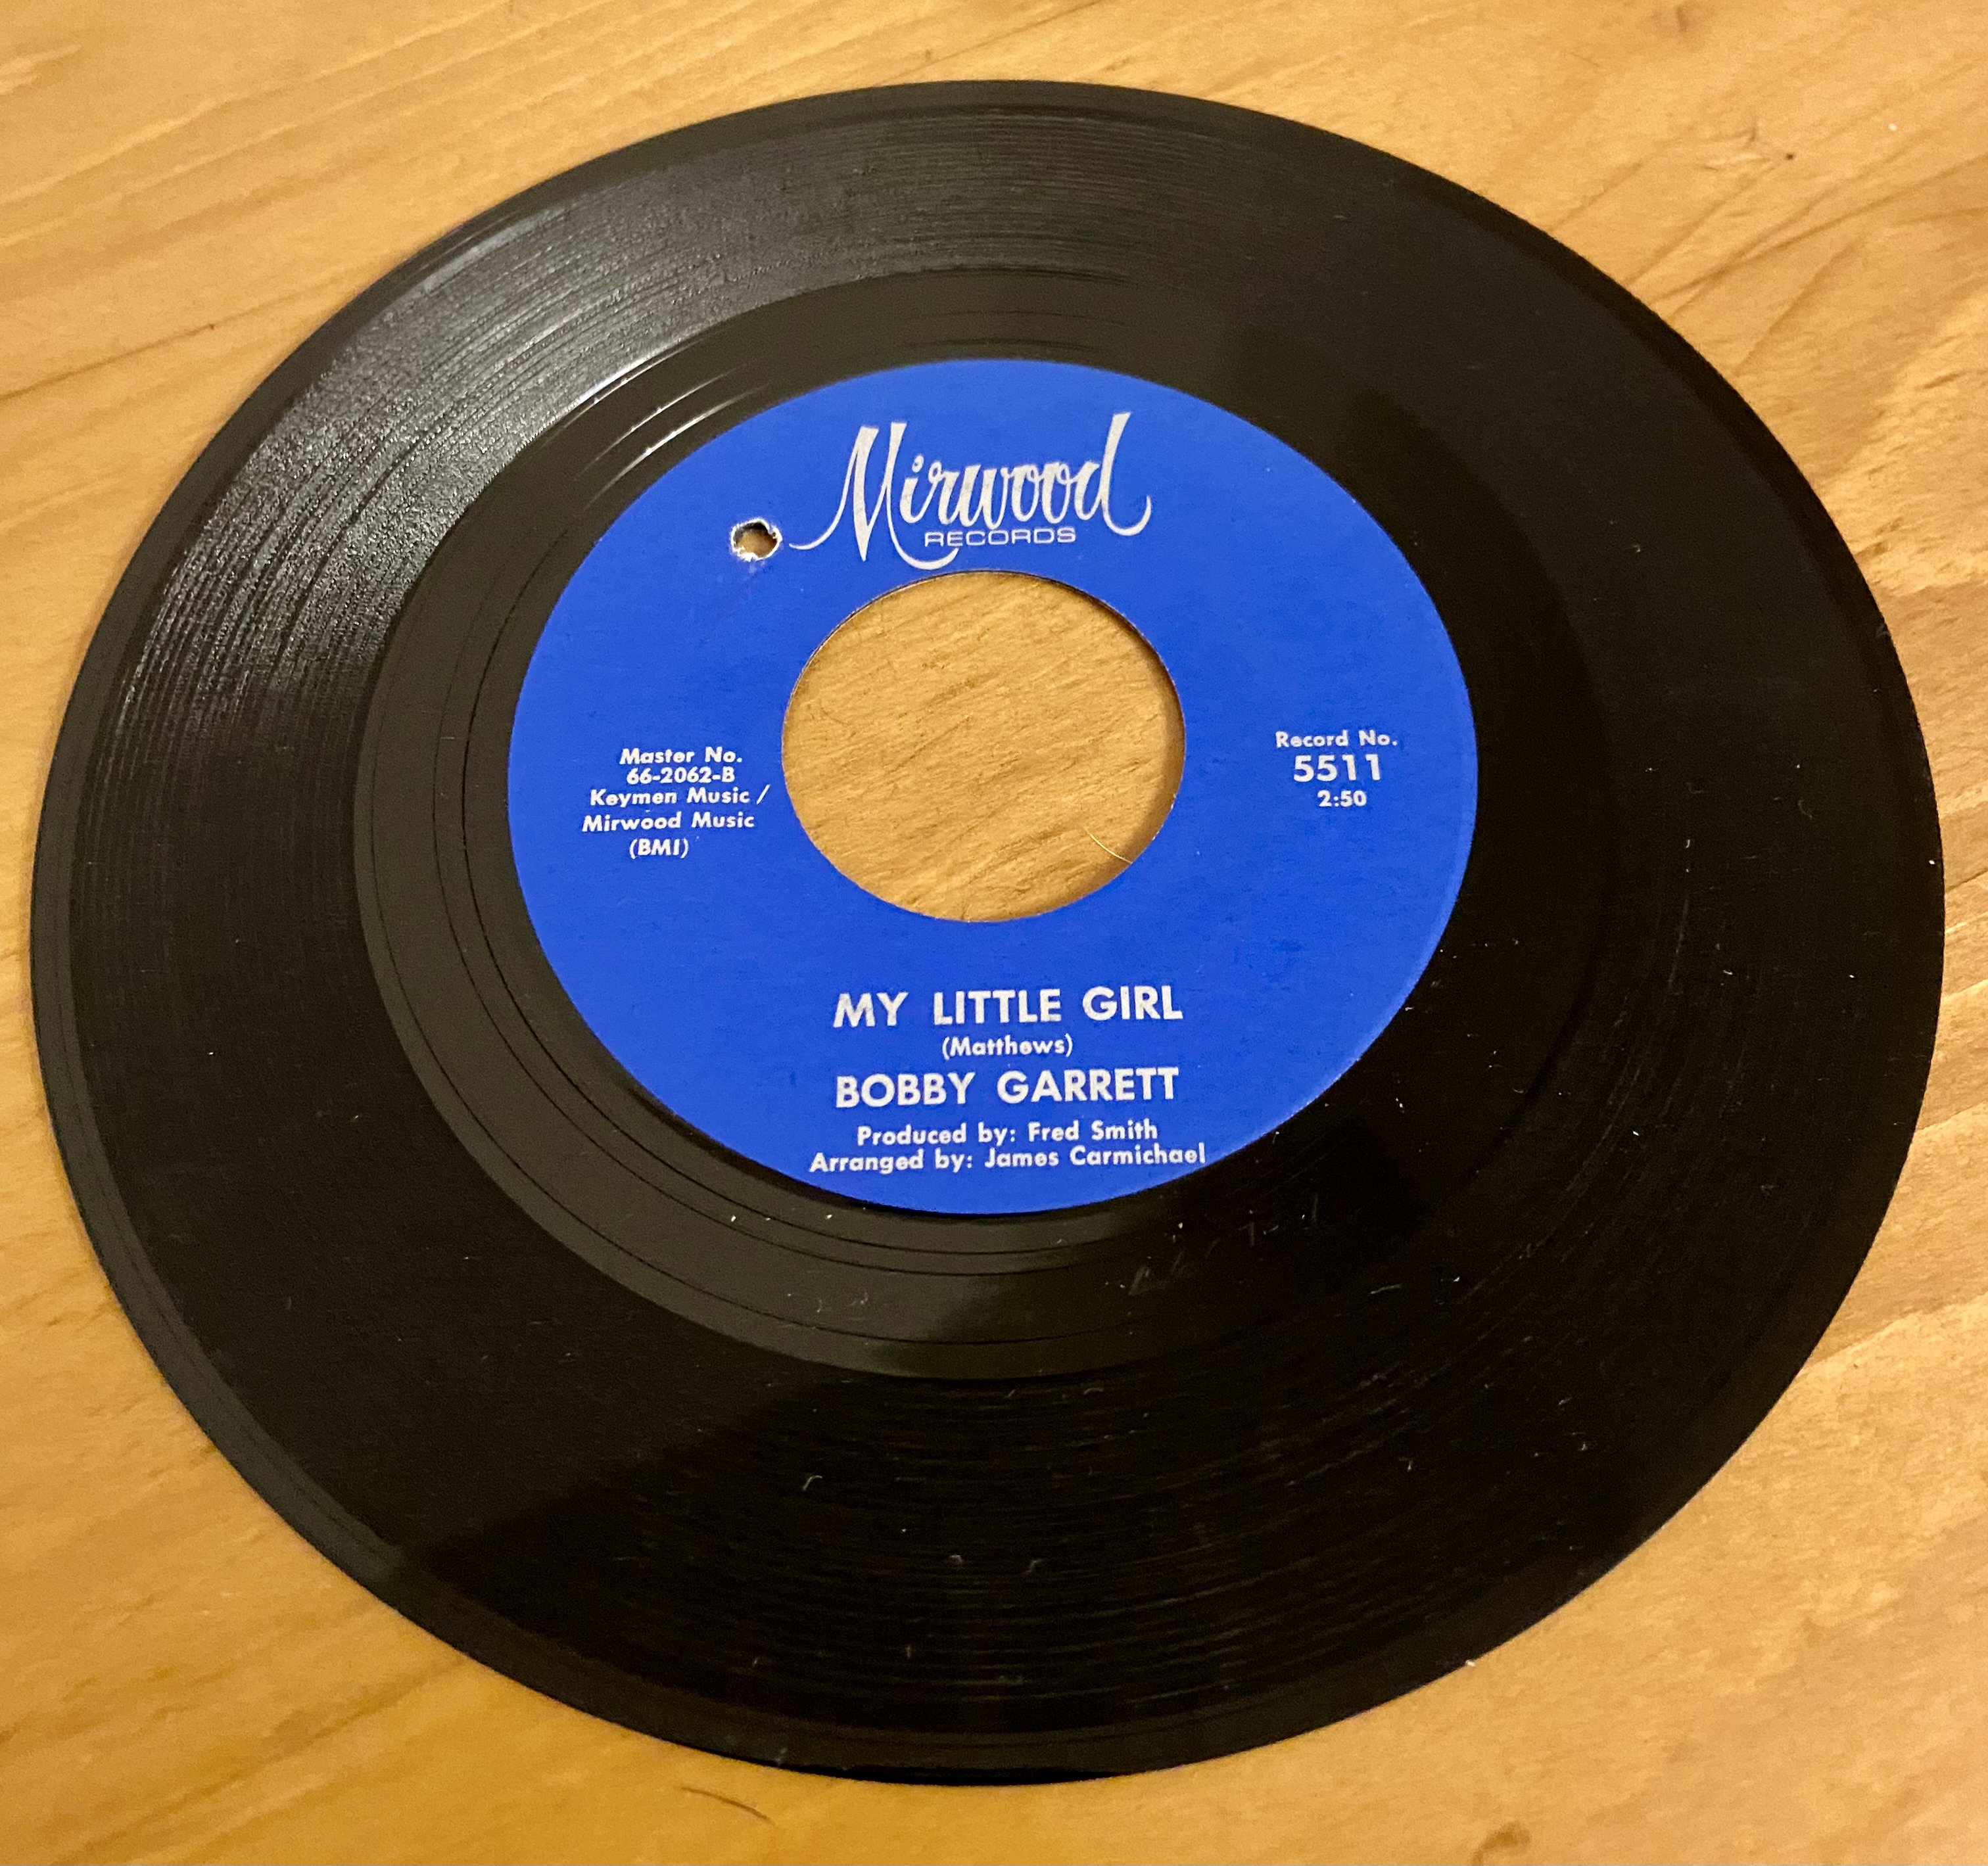 Mirwood
RECORDS
Master No.
66-2062-B
Keymen Music /
Mirwood Music
(BMI)
Record No.
5511
2:50
MY LITTLE GIRL
(Matthews)
BOBBY GARRETT
Produced by: Fred Smith
Arranged by: James Carmichael